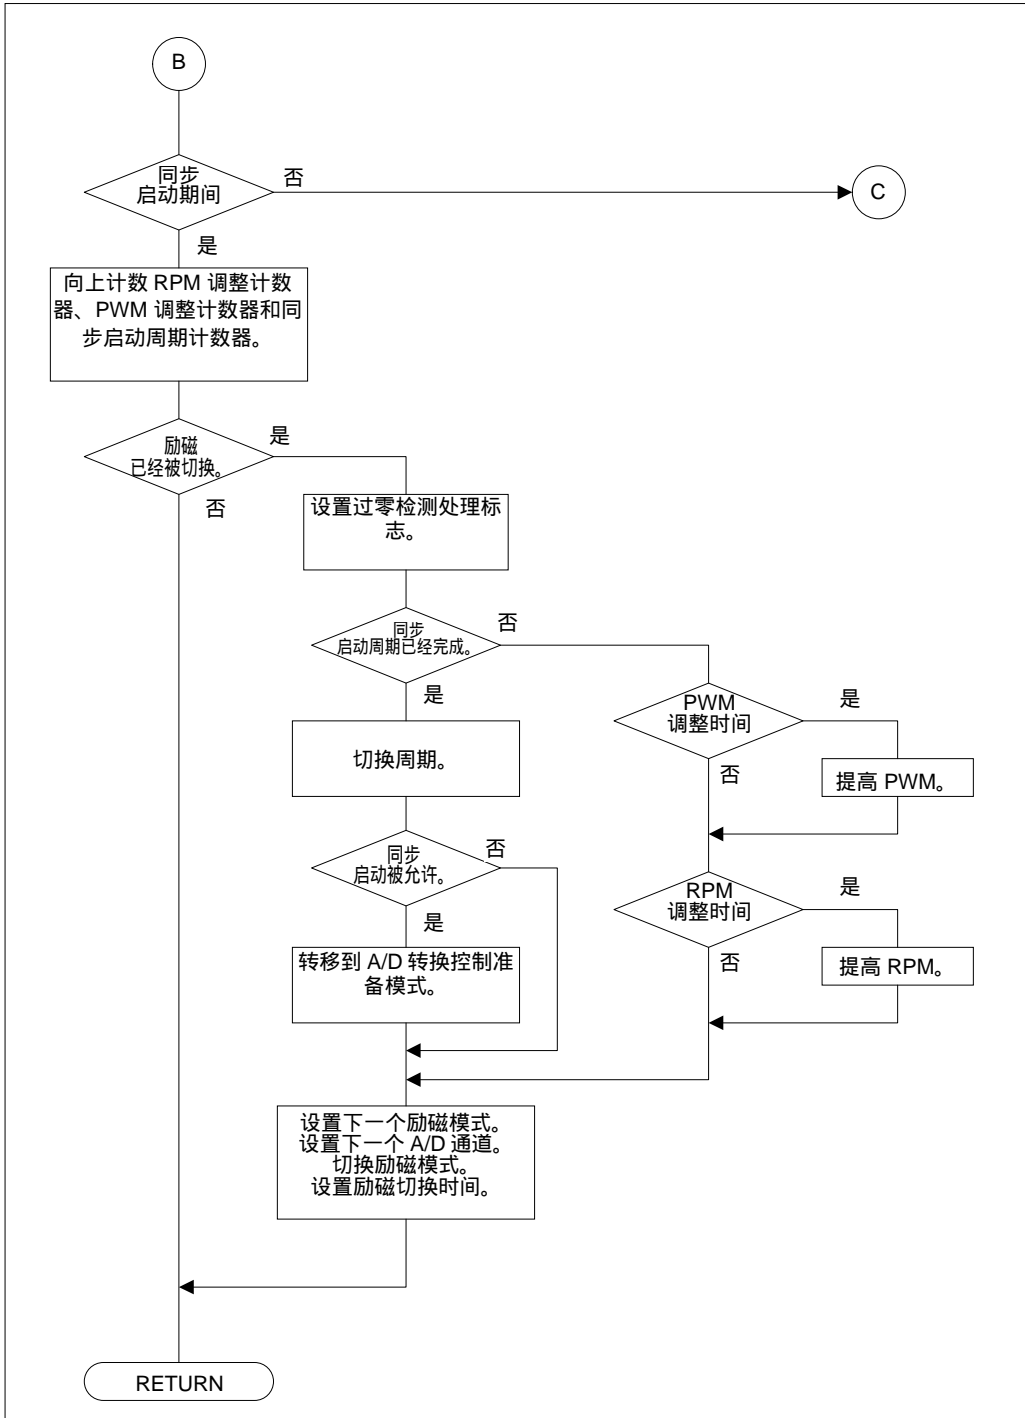 B
同步
启动期间
否
C
是
向上计数 RPM 调整计数
器、PWM 调整计数器和同
步启动周期计数器。
励磁
已经被切换。
是
否
设置过零检测处理标
志。
同步
启动周期已经完成。
否
是
PWM
调整时间
是
否
提高 PWM。
切换周期。
同步
启动被允许。
否
是
RPM
调整时间
是
否
提高 RPM。
转移到 A/D 转换控制准
备模式。
设置下一个励磁模式。
设置下一个 A/D 通道。
切换励磁模式。
设置励磁切换时间。
RETURN